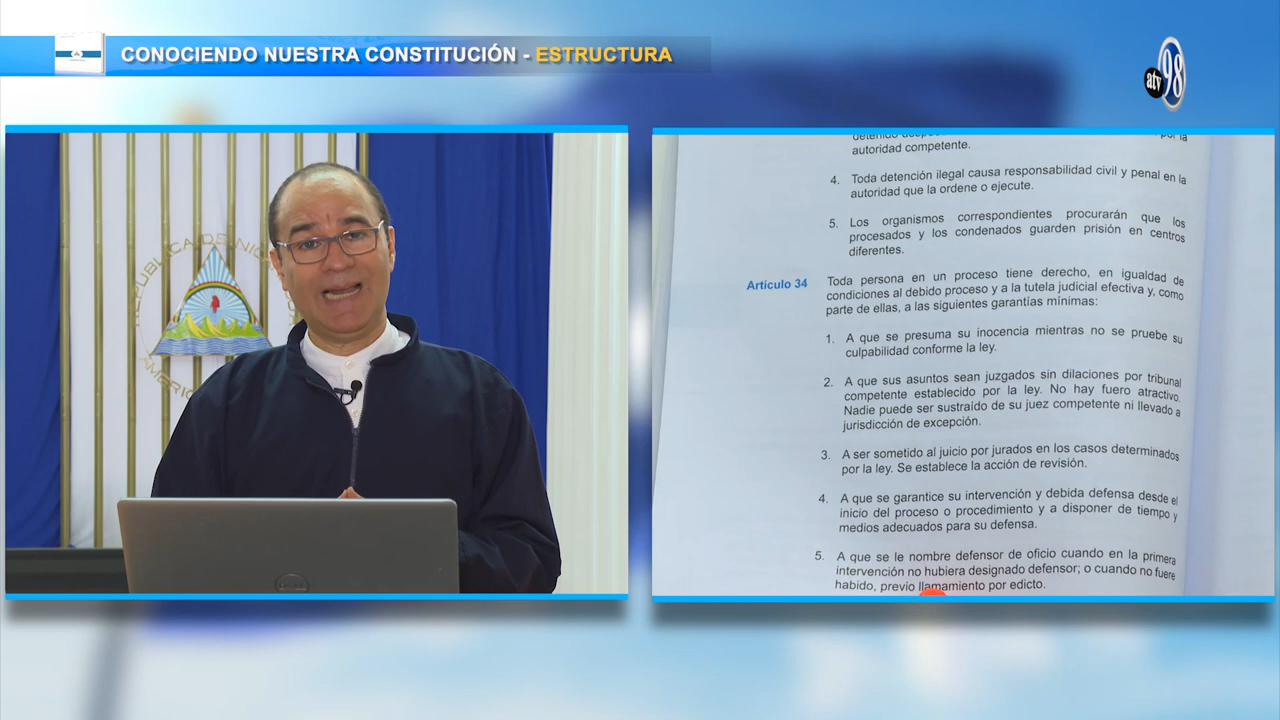 CONOCIENDO NUESTRA CONSTITUCIÓN - ESTRUCTURA
atv 98
REPUBLICA DE NIC
AMERIC
DELL
por la
autoridad competente.
4. Toda detención ilegal causa responsabilidad civil y penal en la
autoridad que la ordene o ejecute.
5. Los organismos correspondientes procurarán que los
procesados y los condenados guarden prisión en centros
diferentes.
Artículo 34
Toda persona en un proceso tiene derecho, en igualdad de
condiciones al debido proceso y a la tutela judicial efectiva y, como
parte de ellas, a las siguientes garantías mínimas:
1. A que se presuma su inocencia mientras no se pruebe su
culpabilidad conforme la ley.
2. A que sus asuntos sean juzgados sin dilaciones por tribunal
competente establecido por la ley. No hay fuero atractivo.
Nadie puede ser sustraído de su juez competente ni llevado a
jurisdicción de excepción.
3. A ser sometido al juicio por jurados en los casos determinados
por la ley. Se establece la acción de revisión.
4. A que se garantice su intervención y debida defensa desde el
inicio del proceso o procedimiento y a disponer de tiempo y
medios adecuados para su defensa.
5. A que se le nombre defensor de oficio cuando en la primera
intervención no hubiera designado defensor; o cuando no fuere
habido, previo llamamiento por edicto.